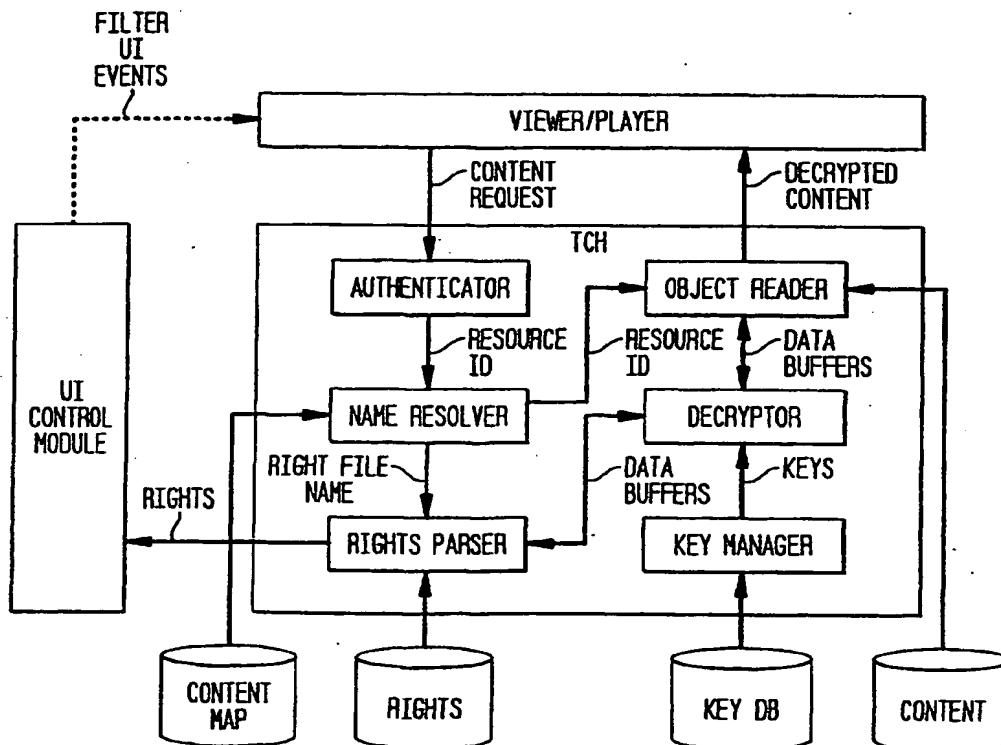 FILTER
UI
EVENTS
VIEWER/PLAYER
CONTENT
REQUEST
DECRYPTED
CONTENT
TCH
AUTHENTICATOR
OBJECT READER
RESOURCE
ID
RESOURCE
ID
DATA
BUFFERS
UI
CONTROL
MODULE
NAME RESOLVER
DECRYPTOR
RIGHT FILE
NAME
DATA
BUFFERS
KEYS
RIGHTS
RIGHTS PARSER
KEY MANAGER
CONTENT
MAP
RIGHTS
KEY DB
CONTENT